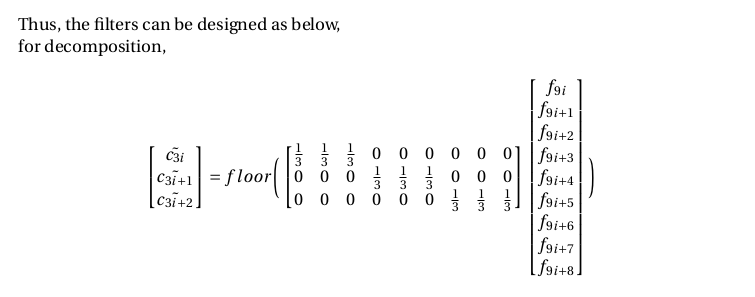 Thus, the filters can be designed as below,
for decomposition,
\begin{bmatrix} \tilde{c_{3i}} \\ \tilde{c_{3i+1}} \\ \tilde{c_{3i+2}} \end{bmatrix} = floor\left( \begin{bmatrix} \frac{1}{3} & \frac{1}{3} & \frac{1}{3} & 0 & 0 & 0 & 0 & 0 & 0 \\ 0 & 0 & 0 & \frac{1}{3} & \frac{1}{3} & \frac{1}{3} & 0 & 0 & 0 \\ 0 & 0 & 0 & 0 & 0 & 0 & \frac{1}{3} & \frac{1}{3} & \frac{1}{3} \end{bmatrix} \begin{bmatrix} f_{9i} \\ f_{9i+1} \\ f_{9i+2} \\ f_{9i+3} \\ f_{9i+4} \\ f_{9i+5} \\ f_{9i+6} \\ f_{9i+7} \\ f_{9i+8} \end{bmatrix} \right)